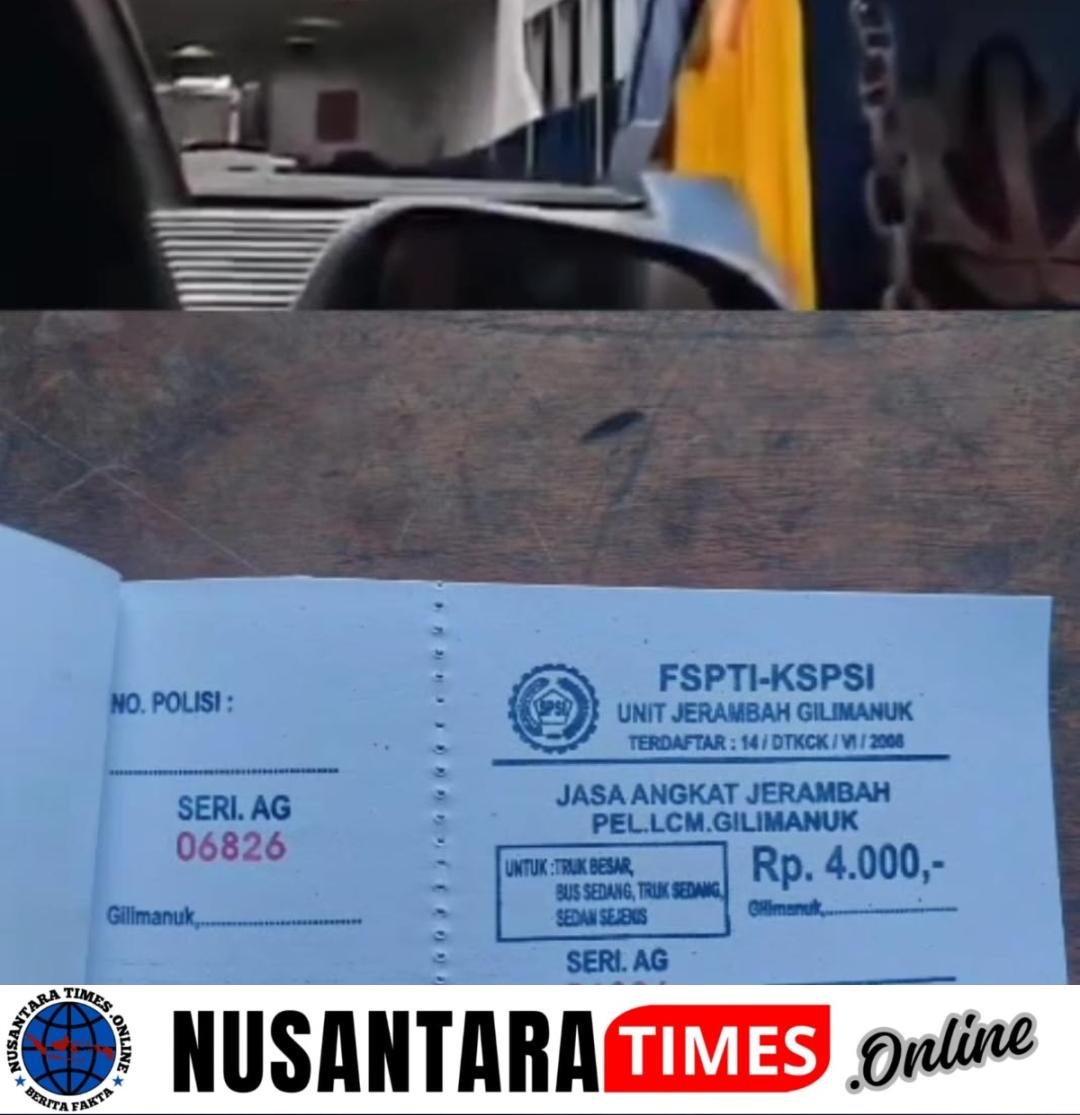 NO. POLISI :
SERI. AG
06826
Gilimanuk,
SPSI
FSPTI-KSPSI
UNIT JERAMBAH GILIMANUK
TERDAFTAR : 14 / DTKCK / VI / 2008
JASA ANGKAT JERAMBAH
PEL.LCM.GILIMANUK
UNTUK : TRUK BESAR,
BUS SEDANG, TRUK SEDANG,
SEDAN SEJENIS
Rp. 4.000,-
Gilimanuk,
SERI. AG
NUSANTARA TIMES.ONLINE
BERITA FAKTA
NUSANTARA TIMES .Online